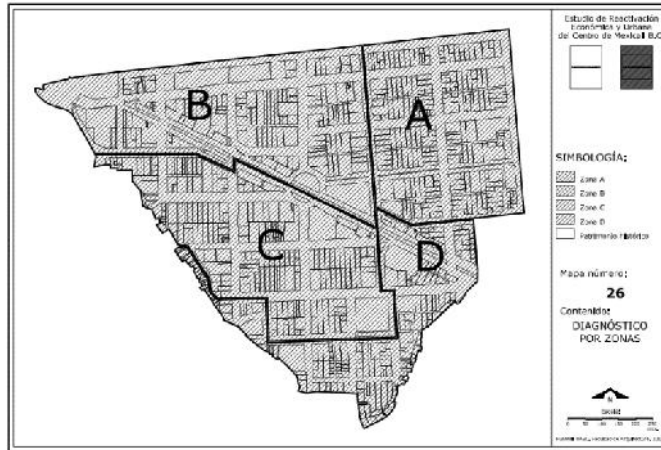 B
A
C
D
Estudio de Reactivación
Económica y Urbana
del Centro de Mexicali B.C.
SIMBOLOGÍA:
Zona A
Zona B
Zona C
Zona D
Patrimonio histórico
Mapa número:
26
Contenido:
DIAGNÓSTICO
POR ZONAS
N